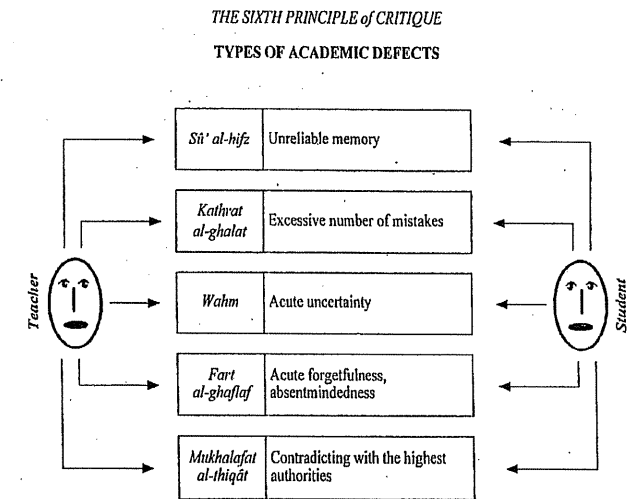 THE SIXTH PRINCIPLE of CRITIQUE
TYPES OF ACADEMIC DEFECTS
Sû' al-hifz
Unreliable memory
Kathrat
al-ghalat
Excessive number of mistakes
Teacher
Wahm
Acute uncertainty
Student
Fart
al-ghaflaf
Acute forgetfulness,
absentmindedness
Mukhalafat
al-thiqât
Contradicting with the highest
authorities